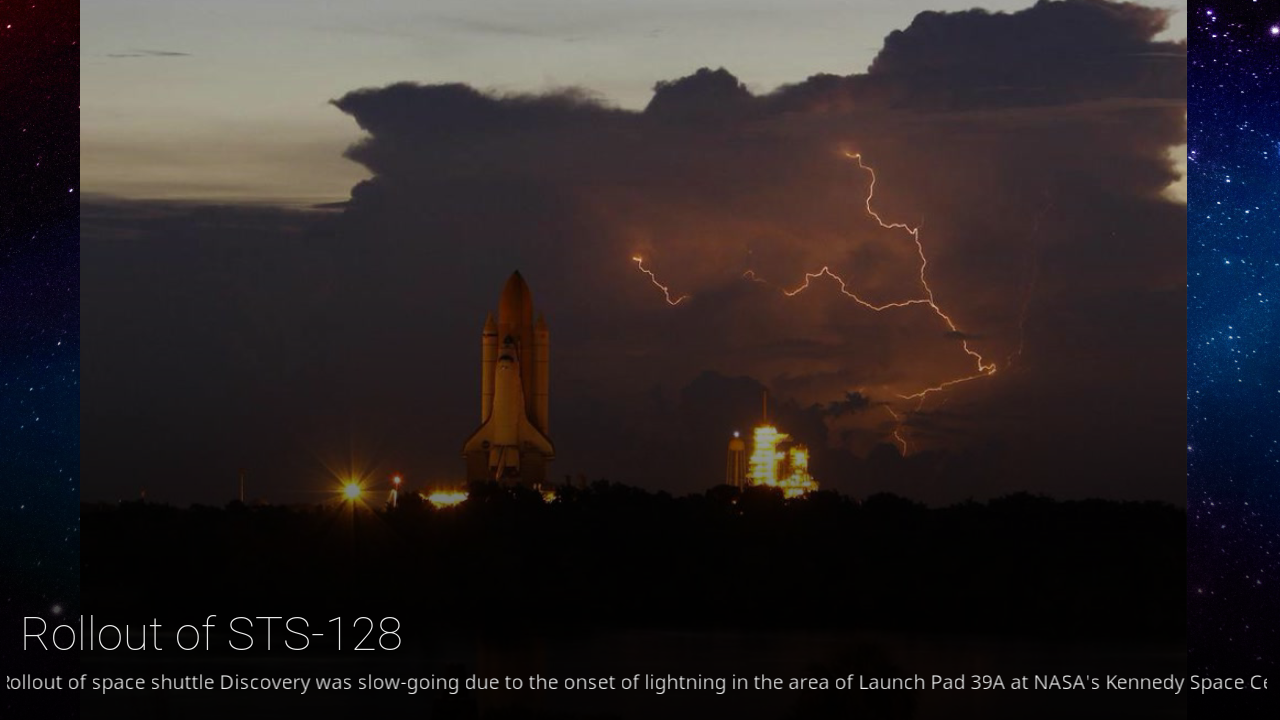 Rollout of STS-128
Rollout of space shuttle Discovery was slow-going due to the onset of lightning in the area of Launch Pad 39A at NASA's Kennedy Space